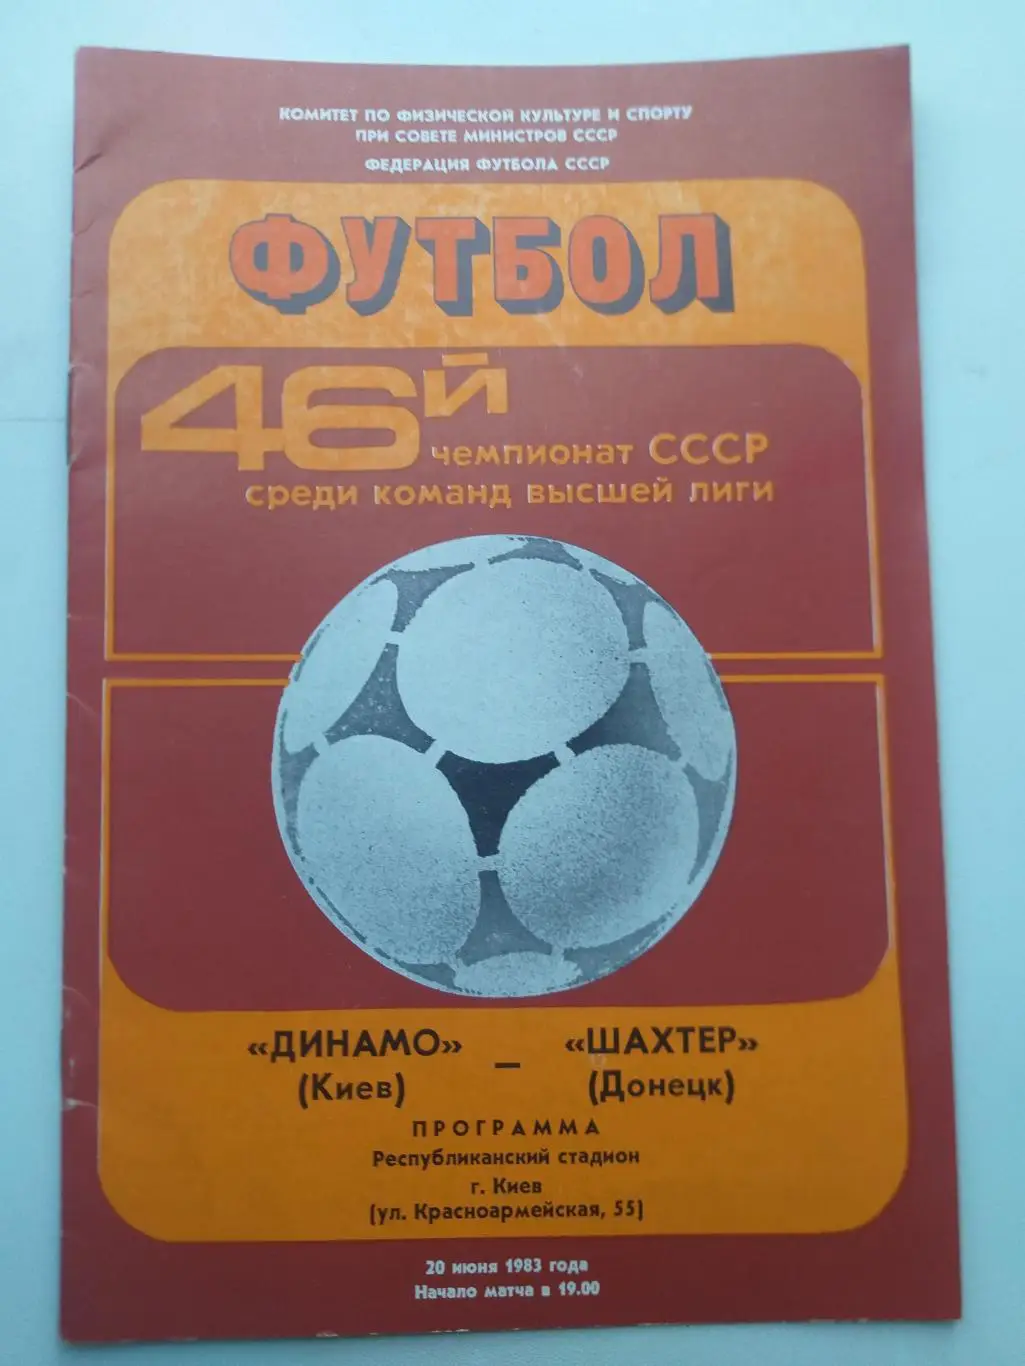 КОМИТЕТ ПО ФИЗИЧЕСКОЙ КУЛЬТУРЕ И СПОРТУ
ПРИ СОВЕТЕ МИНИСТРОВ СССР
ФЕДЕРАЦИЯ ФУТБОЛА СССР
ФУТБОЛ
46й
чемпионат СССР
среди команд высшей лиги
«ДИНАМО» – «ШАХТЕР»
(Киев) (Донецк)
ПРОГРАММА
Республиканский стадион
г. Киев
(ул. Красноармейская, 55)
20 июня 1983 года
Начало матча в 19.00